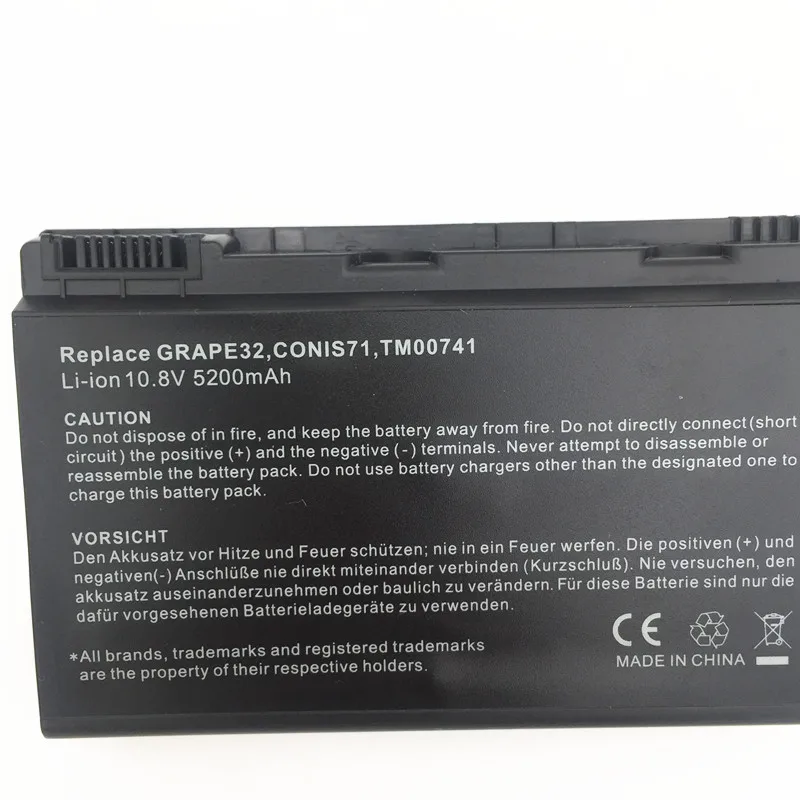 Replace GRAPE32,CONIS71,TM00741
Li-ion 10.8V 5200mAh
CAUTION
Do not dispose of in fire, and keep the battery away from fire. Do not directly connect(short
circuit) the positive (+) and the negative (-) terminals. Never attempt to disassemble or
reassemble the battery pack. Do not use battery chargers other than the designated one to
charge this battery pack.
VORSICHT
Den Akkusatz vor Hitze und Feuer schützen; nie in ein Feuer werfen. Die positiven (+) und
negativen(-) Anschlüße nie direkt miteinander verbinden (Kurzschluß). Nie versuchen, den
akkusatz auseinanderzunehmen oder baulich zu verändern. Für diese Batterie sind nur die
dafür vorgesehenen Batterieladegeräte zu verwenden.
*All brands, trademarks and registered trademarks
are the property of their respective holders.
CE
MADE IN CHINA